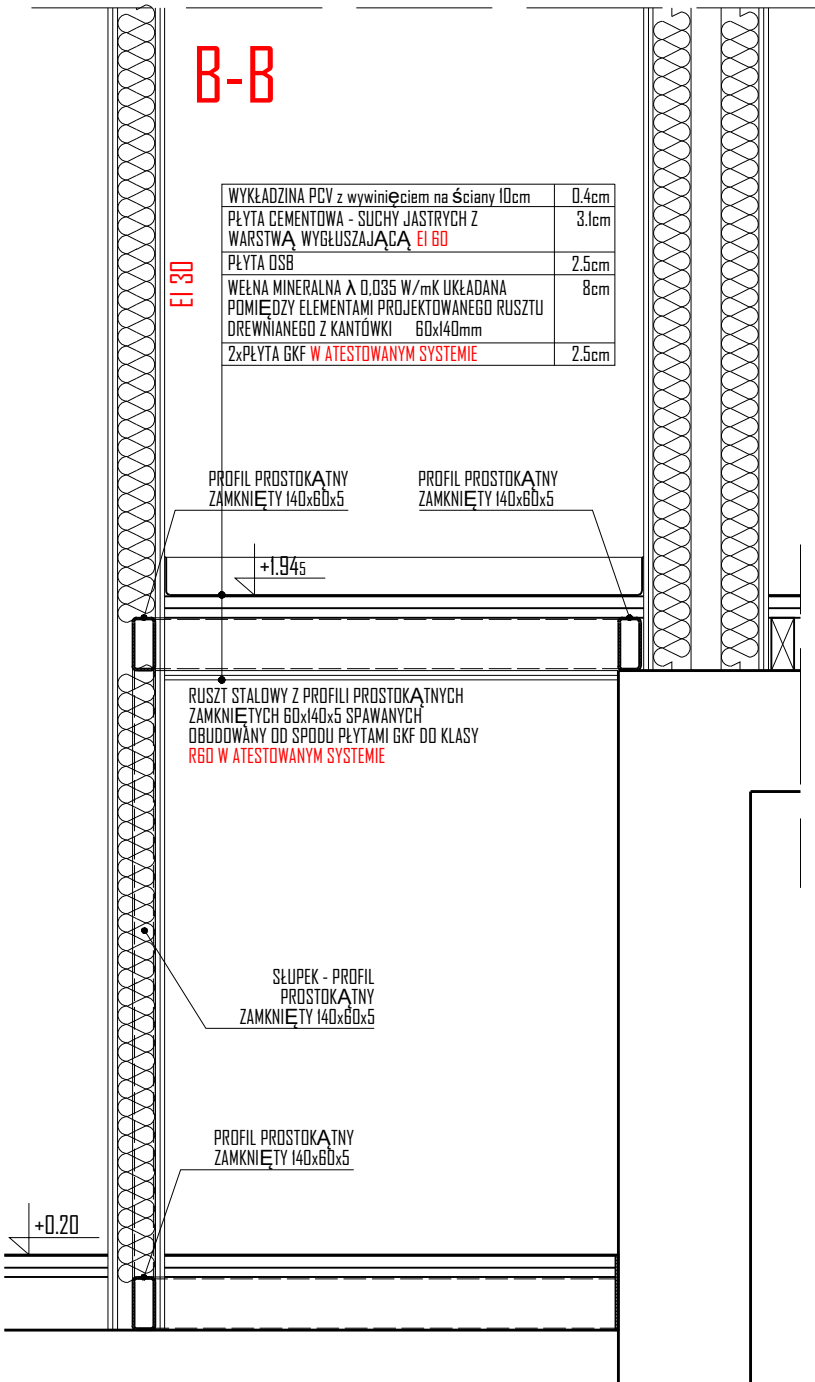 B-B
WYKŁADZINA PCV z wywinięciem na ściany 10cm 0.4cm
PŁYTA CEMENTOWA - SUCHY JASTRYCH Z 3.1cm
WARSTWĄ WYGŁUSZAJĄCĄ EI 60
PŁYTA OSB 2.5cm
WEŁNA MINERALNA λ 0,035 W/mK UKŁADANA 8cm
POMIĘDZY ELEMENTAMI PROJEKTOWANEGO RUSZTU
DREWNIANEGO Z KANTÓWKI 60x140mm
2xPŁYTA GKF W ATESTOWANYM SYSTEMIE 2.5cm
EI 30
PROFIL PROSTOKĄTNY
ZAMKNIĘTY 140x60x5
PROFIL PROSTOKĄTNY
ZAMKNIĘTY 140x60x5
+1.945
RUSZT STALOWY Z PROFILI PROSTOKĄTNYCH
ZAMKNIĘTYCH 60x140x5 SPAWANYCH
OBUDOWANY OD SPODU PŁYTAMI GKF DO KLASY
R60 W ATESTOWANYM SYSTEMIE
SŁUPEK - PROFIL
PROSTOKĄTNY
ZAMKNIĘTY 140x60x5
PROFIL PROSTOKĄTNY
ZAMKNIĘTY 140x60x5
+0.20